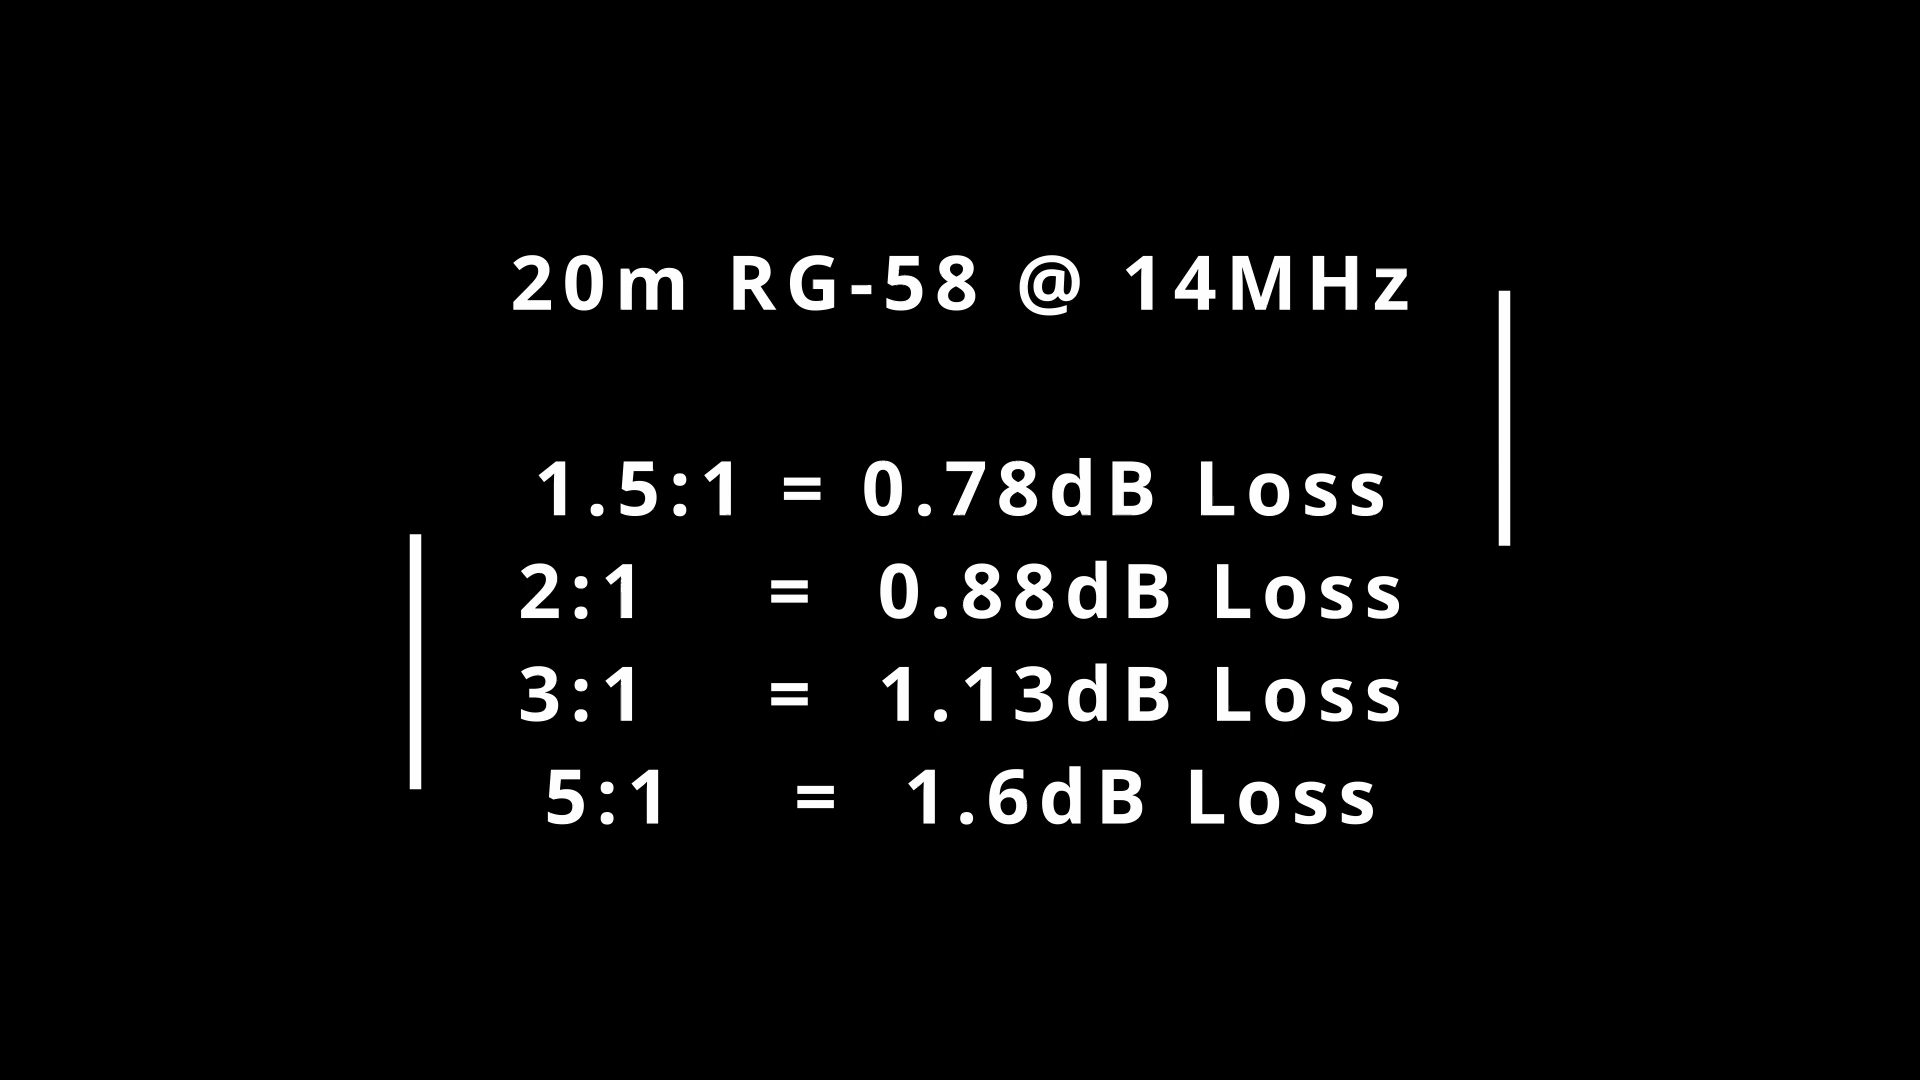 20m RG-58 @ 14MHz
1.5:1 = 0.78dB Loss
2:1 = 0.88dB Loss
3:1 = 1.13dB Loss
5:1 = 1.6dB Loss